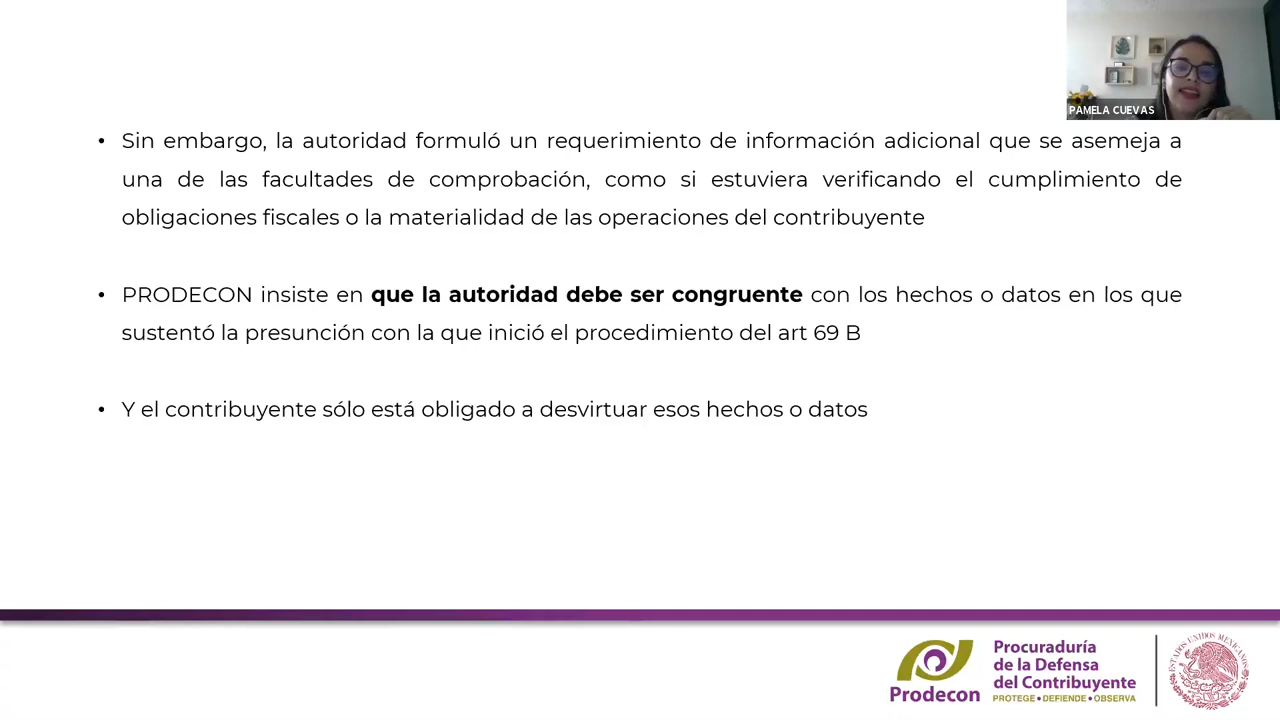 PAMELA CUEVAS
• Sin embargo, la autoridad formuló un requerimiento de información adicional que se asemeja a
una de las facultades de comprobación, como si estuviera verificando el cumplimiento de
obligaciones fiscales o la materialidad de las operaciones del contribuyente
• PRODECON insiste en que la autoridad debe ser congruente con los hechos o datos en los que
sustentó la presunción con la que inició el procedimiento del art 69 B
• Y el contribuyente sólo está obligado a desvirtuar esos hechos o datos
Prodecon
Procuraduría
de la Defensa
del Contribuyente
PROTEGE • DEFIENDE • OBSERVA
ESTADOS UNIDOS MEXICANOS